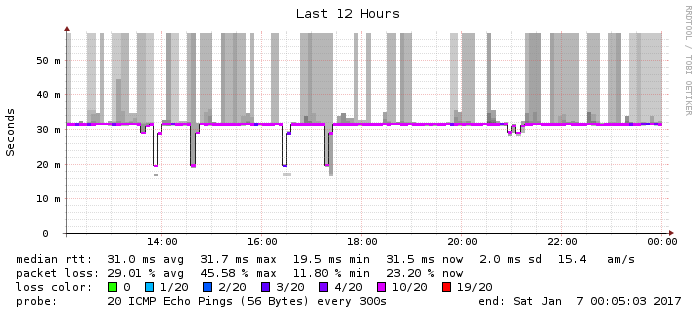 Last 12 Hours
RRDTOOL / TOBI OETIKER
Seconds
50 m
40 m
30 m
20 m
10 m
0
14:00 16:00 18:00 20:00 22:00 00:00
median rtt: 31.0 ms avg 31.7 ms max 19.5 ms min 31.5 ms now 2.0 ms sd 15.4 am/s
packet loss: 29.01 % avg 45.58 % max 11.80 % min 23.20 % now
loss color: 0 1/20 2/20 3/20 4/20 10/20 19/20
probe: 20 ICMP Echo Pings (56 Bytes) every 300s end: Sat Jan 7 00:05:03 2017